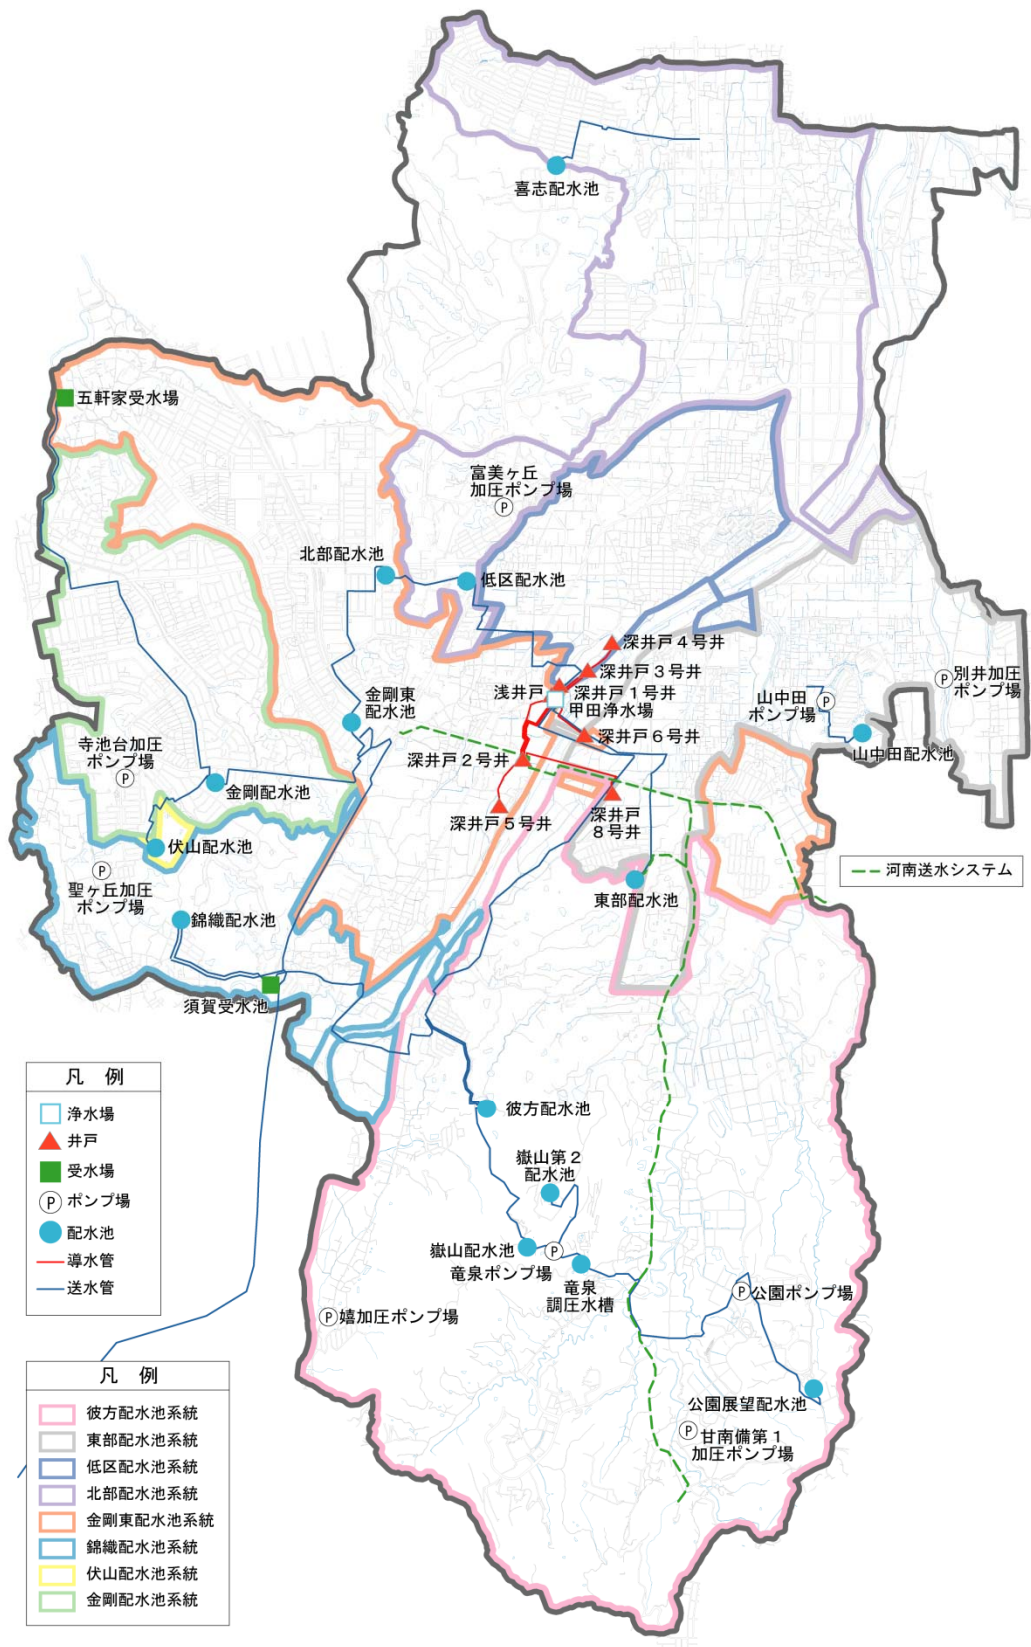 喜志配水池
五軒家受水場
富美ヶ丘
加圧ポンプ場
P
北部配水池
低区配水池
深井戸４号井
深井戸３号井
浅井戸
深井戸１号井
甲田浄水場
深井戸６号井
金剛東
配水池
別井加圧
ポンプ場
P
山中田
ポンプ場
P
山中田配水池
寺池台加圧
ポンプ場
P
金剛配水池
深井戸２号井
深井戸５号井
深井戸
８号井
伏山配水池
聖ヶ丘加圧
ポンプ場
P
東部配水池
河南送水システム
錦織配水池
須賀受水池
彼方配水池
嶽山第２
配水池
嶽山配水池
竜泉ポンプ場
P
竜泉
調圧水槽
P 嬉加圧ポンプ場
P 公園ポンプ場
公園展望配水池
P 甘南備第１
加圧ポンプ場
凡 例
浄水場
井戸
受水場
P ポンプ場
配水池
導水管
送水管
凡 例
彼方配水池系統
東部配水池系統
低区配水池系統
北部配水池系統
金剛東配水池系統
錦織配水池系統
伏山配水池系統
金剛配水池系統